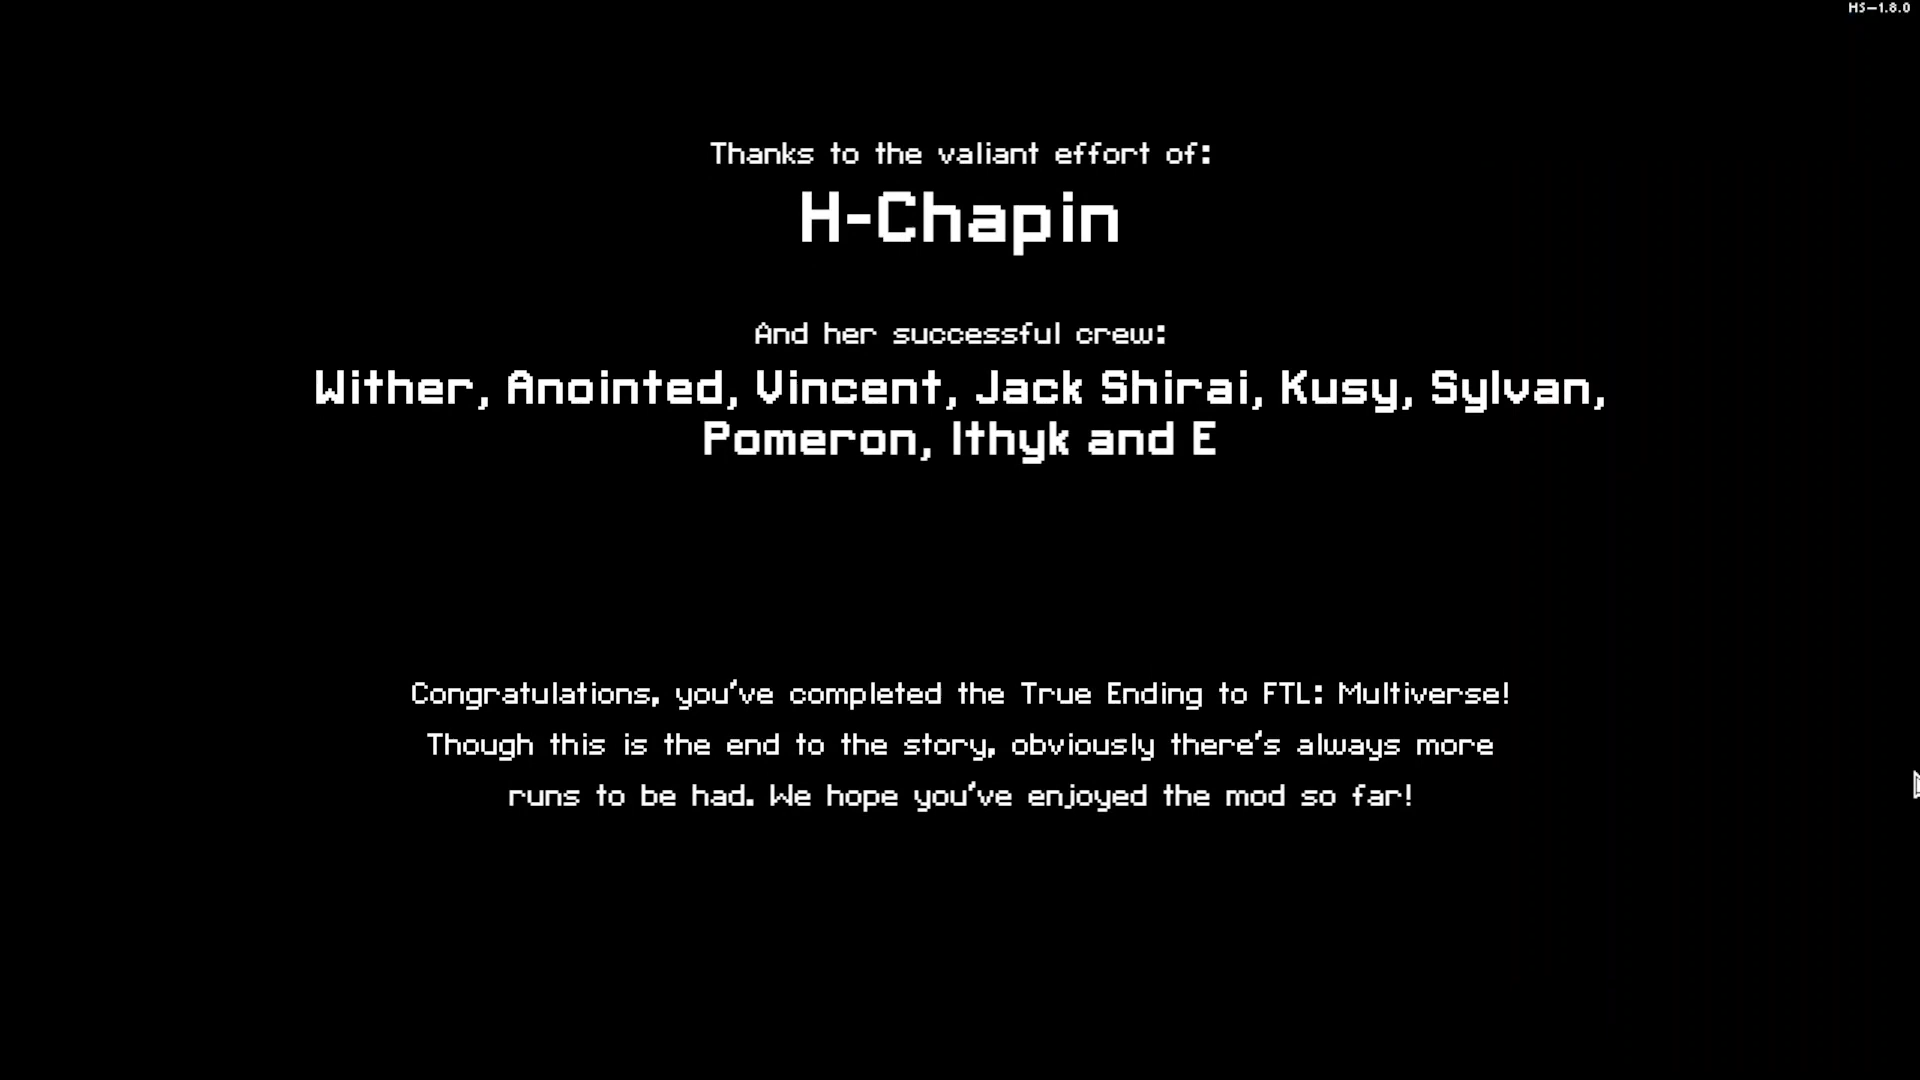 HS-1.8.0
Thanks to the valiant effort of:
H-Chapin
And her successful crew:
Wither, Anointed, Vincent, Jack Shirai, Kusy, Sylvan,
Pomeron, Ithyk and E
Congratulations, you've completed the True Ending to FTL: Multiverse!
Though this is the end to the story, obviously there's always more
runs to be had. We hope you've enjoyed the mod so far!